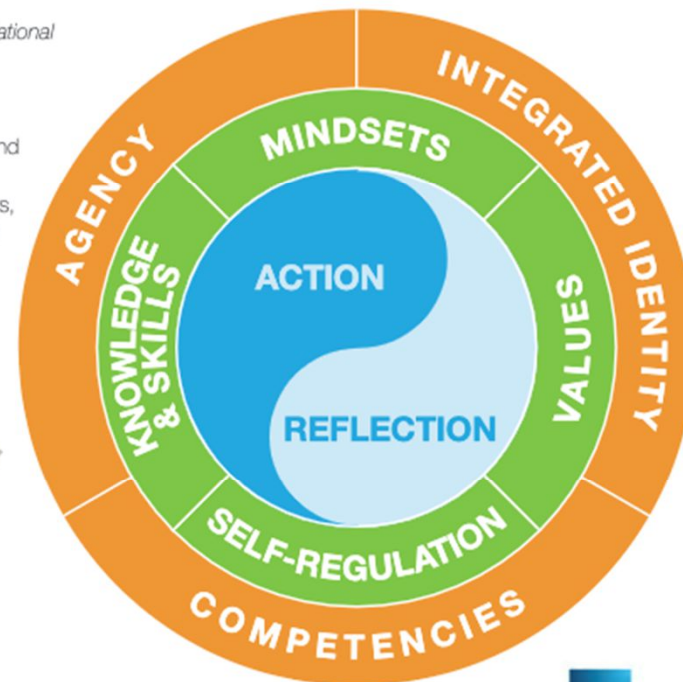 AGENCY
INTEGRATED IDENTITY
MINDSETS
KNOWLEDGE
& SKILLS
ACTION
VALUES
REFLECTION
SELF-REGULATION
COMPETENCIES